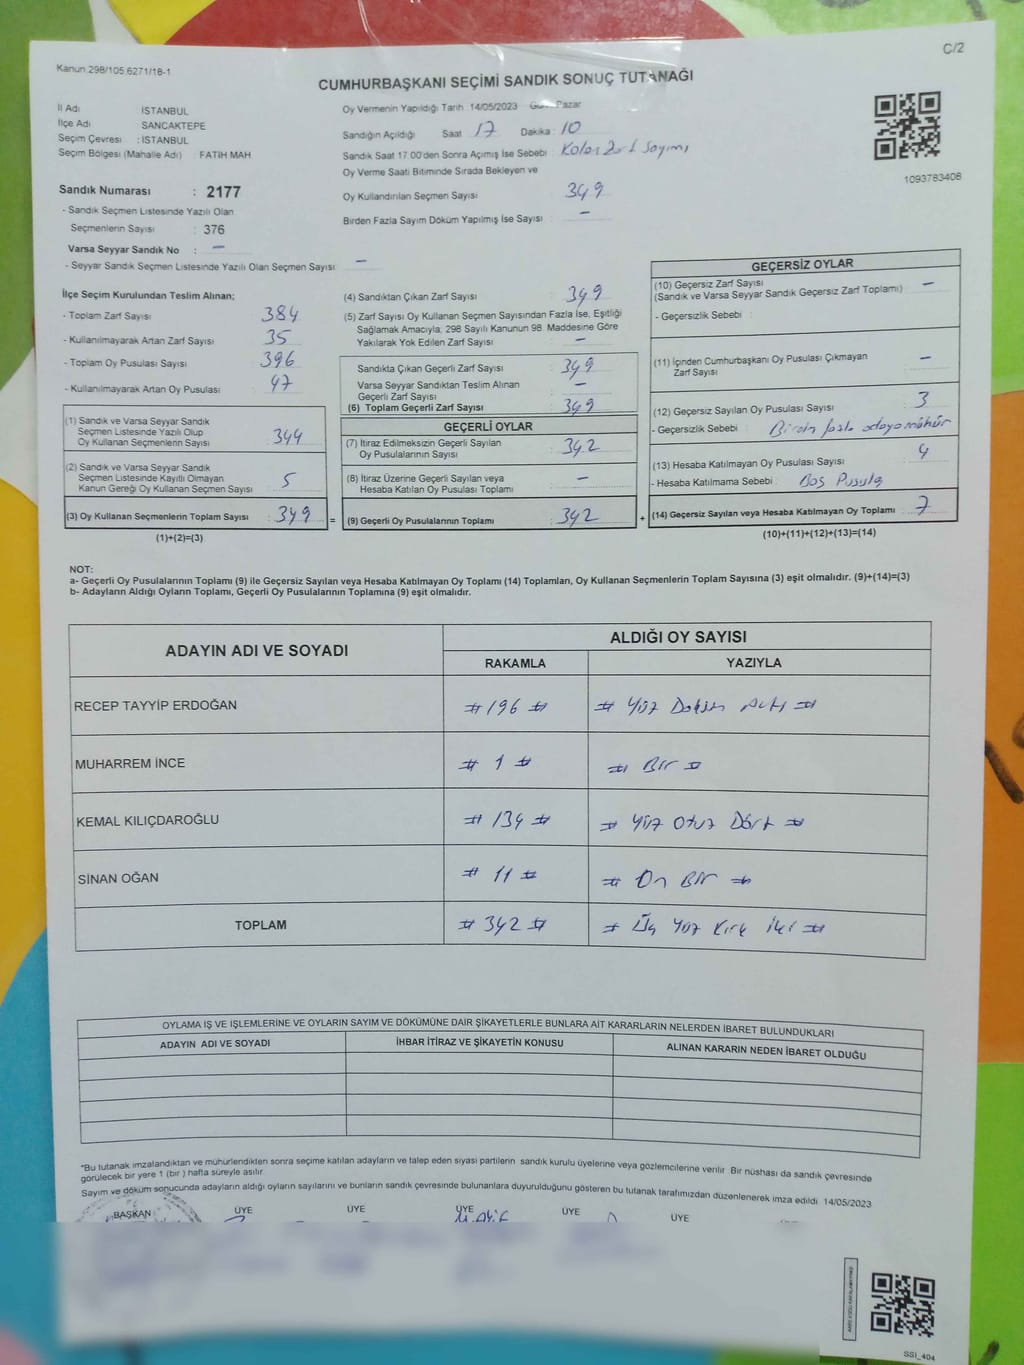 C/2
Kanun 298/105.6271/18-1
CUMHURBAŞKANI SEÇİMİ SANDIK SONUÇ TUTANAĞI
İl Adı İSTANBUL
İlçe Adı SANCAKTEPE
Seçim Çevresi : İSTANBUL
Seçim Bölgesi (Mahalle Adı) : FATİH MAH
Oy Vermenin Yapıldığı Tarih 14/05/2023 Pazar
Sandığın Açıldığı Saat 17 Dakika : 10
Sandık Saat 17.00'den Sonra Açımış İse Sebebi : Kalan Zarf Sayımı
Oy Verme Saati Bitiminde Sırada Bekleyen ve
Oy Kullandırılan Seçmen Sayısı : 349
Birden Fazla Sayım Döküm Yapılmış İse Sayısı : –
1093783408
Sandık Numarası : 2177
- Sandık Seçmen Listesinde Yazılı Olan
Seçmenlerin Sayısı : 376
Varsa Seyyar Sandık No : –
- Seyyar Sandık Seçmen Listesinde Yazılı Olan Seçmen Sayısı : –
İlçe Seçim Kurulundan Teslim Alınan;
- Toplam Zarf Sayısı : 384
- Kullanılmayarak Artan Zarf Sayısı : 35
- Toplam Oy Pusulası Sayısı : 396
- Kullanılmayarak Artan Oy Pusulası : 47
(1) Sandık ve Varsa Seyyar Sandık
Seçmen Listesinde Yazılı Olup
Oy Kullanan Seçmenlerin Sayısı : 344
(2) Sandık ve Varsa Seyyar Sandık
Seçmen Listesinde Kayıtlı Olmayan
Kanun Gereği Oy Kullanan Seçmen Sayısı : 5
(3) Oy Kullanan Seçmenlerin Toplam Sayısı : 349
(1)+(2)=(3)
(4) Sandıktan Çıkan Zarf Sayısı : 349
(5) Zarf Sayısı Oy Kullanan Seçmen Sayısından Fazla İse, Eşitliği
Sağlamak Amacıyla, 298 Sayılı Kanunun 98. Maddesine Göre
Yakılarak Yok Edilen Zarf Sayısı : –
Sandıkta Çıkan Geçerli Zarf Sayısı : 349
Varsa Seyyar Sandıktan Teslim Alınan
Geçerli Zarf Sayısı : –
(6) Toplam Geçerli Zarf Sayısı : 349
GEÇERLİ OYLAR
(7) İtiraz Edilmeksizin Geçerli Sayılan
Oy Pusulalarının Sayısı : 342
(8) İtiraz Üzerine Geçerli Sayılan veya
Hesaba Katılan Oy Pusulası Toplamı : –
= (9) Geçerli Oy Pusulalarının Toplamı : 342 +
GEÇERSİZ OYLAR
(10) Geçersiz Zarf Sayısı
(Sandık ve Varsa Seyyar Sandık Geçersiz Zarf Toplamı) : –
- Geçersizlik Sebebi :
(11) İçinden Cumhurbaşkanı Oy Pusulası Çıkmayan
Zarf Sayısı : –
(12) Geçersiz Sayılan Oy Pusulası Sayısı : 3
- Geçersizlik Sebebi : Birden fazla adaya mühür
(13) Hesaba Katılmayan Oy Pusulası Sayısı : 4
- Hesaba Katılmama Sebebi : Boş Pusula
(14) Geçersiz Sayılan veya Hesaba Katılmayan Oy Toplamı : 7
(10)+(11)+(12)+(13)=(14)
NOT:
a- Geçerli Oy Pusulalarının Toplamı (9) ile Geçersiz Sayılan veya Hesaba Katılmayan Oy Toplamı (14) Toplamları, Oy Kullanan Seçmenlerin Toplam Sayısına (3) eşit olmalıdır. (9)+(14)=(3)
b- Adayların Aldığı Oyların Toplamı, Geçerli Oy Pusulalarının Toplamına (9) eşit olmalıdır.
ADAYIN ADI VE SOYADI ALDIĞI OY SAYISI
RAKAMLA YAZIYLA
RECEP TAYYİP ERDOĞAN # 196 # # Yüz Doksan Altı #
MUHARREM İNCE # 1 # # Bir #
KEMAL KILIÇDAROĞLU # 134 # # Yüz Otuz Dört #
SİNAN OĞAN # 11 # # On Bir #
TOPLAM # 342 # # Üç Yüz Kırk İki #
OYLAMA İŞ VE İŞLEMLERİNE VE OYLARIN SAYIM VE DÖKÜMÜNE DAİR ŞİKAYETLERLE BUNLARA AİT KARARLARIN NELERDEN İBARET BULUNDUKLARI
ADAYIN ADI VE SOYADI İHBAR İTİRAZ VE ŞİKAYETİN KONUSU ALINAN KARARIN NEDEN İBARET OLDUĞU
*Bu tutanak imzalandıktan ve mühürlendikten sonra seçime katılan adayların ve talep eden siyasi partilerin sandık kurulu üyelerine veya gözlemcilerine verilir Bir nüshası da sandık çevresinde
görülecek bir yere 1 (bir ) hafta süreyle asılır
Sayım ve döküm sonucunda adayların aldığı oyların sayılarını ve bunların sandık çevresinde bulunanlara duyurulduğunu gösteren bu tutanak tarafımızdan düzenlenerek imza edildi 14/05/2023
BAŞKAN ÜYE ÜYE ÜYE ÜYE ÜYE
SSI_404